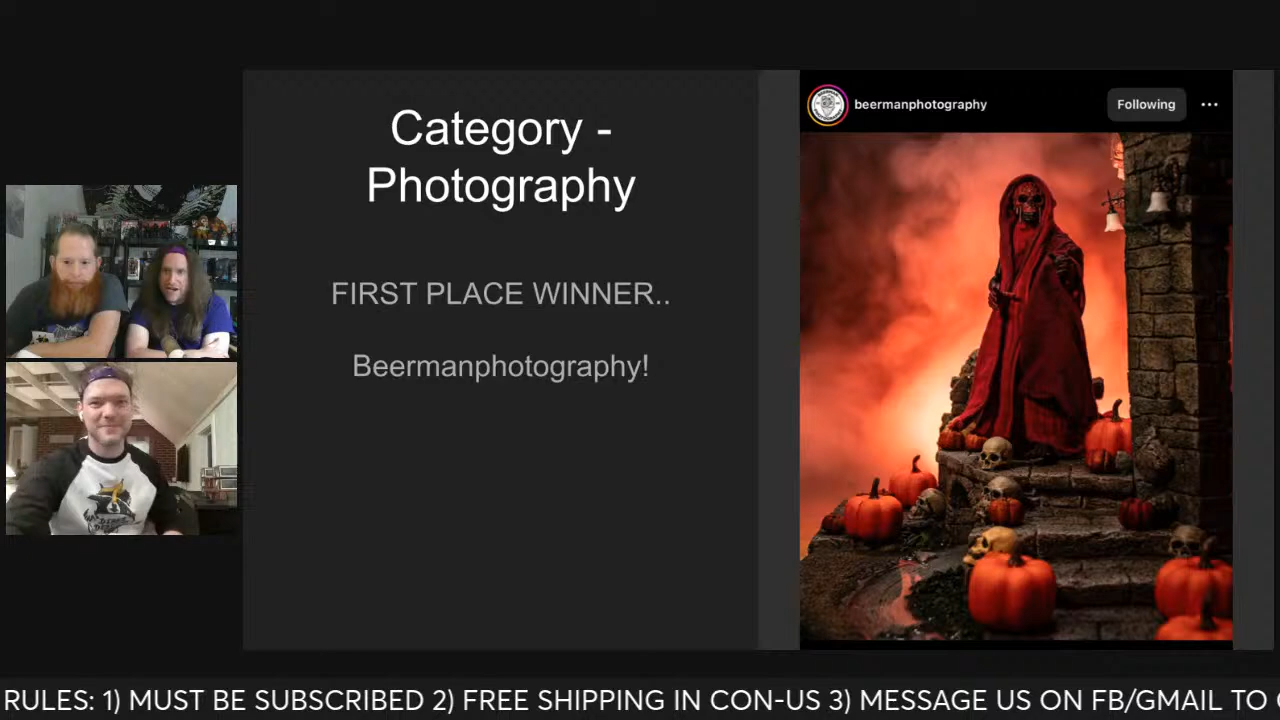 Category -
Photography
FIRST PLACE WINNER..
Beermanphotography!
beermanphotography
Following
RULES: 1) MUST BE SUBSCRIBED 2) FREE SHIPPING IN CON-US 3) MESSAGE US ON FB/GMAIL TO